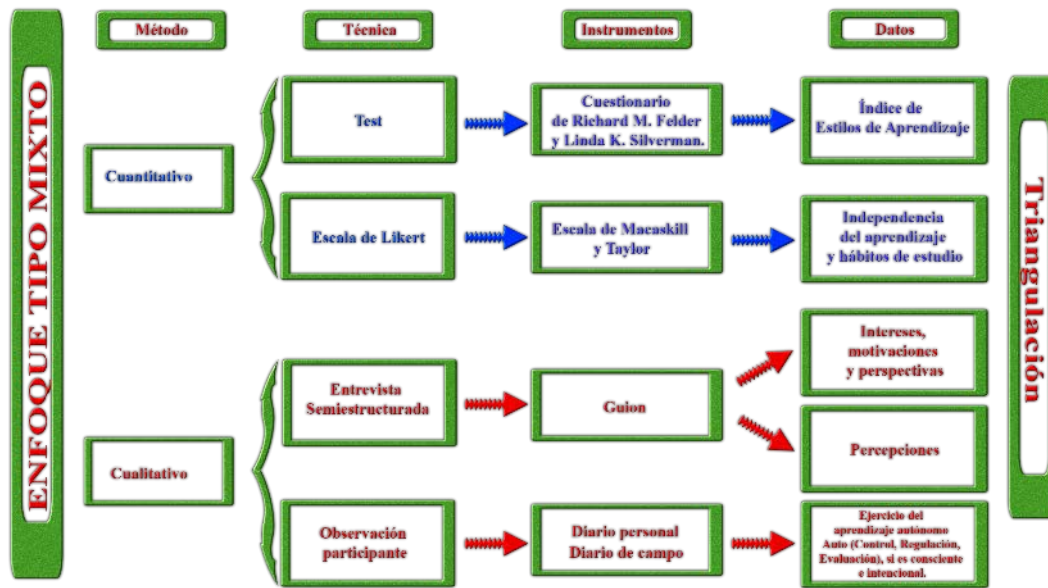 ENFOQUE TIPO MIXTO
Método
Técnica
Instrumentos
Datos
Cuantitativo
Test
Cuestionario
de Richard M. Felder
y Linda K. Silverman.
Índice de
Estilos de Aprendizaje
Escala de Likert
Escala de Macaskill
y Taylor
Independencia
del aprendizaje
y hábitos de estudio
Cualitativo
Entrevista
Semiestructurada
Guion
Intereses,
motivaciones
y perspectivas
Percepciones
Observación
participante
Diario personal
Diario de campo
Ejercicio del
aprendizaje autónomo
Auto (Control, Regulación,
Evaluación), si es consciente
e intencional.
Triangulación